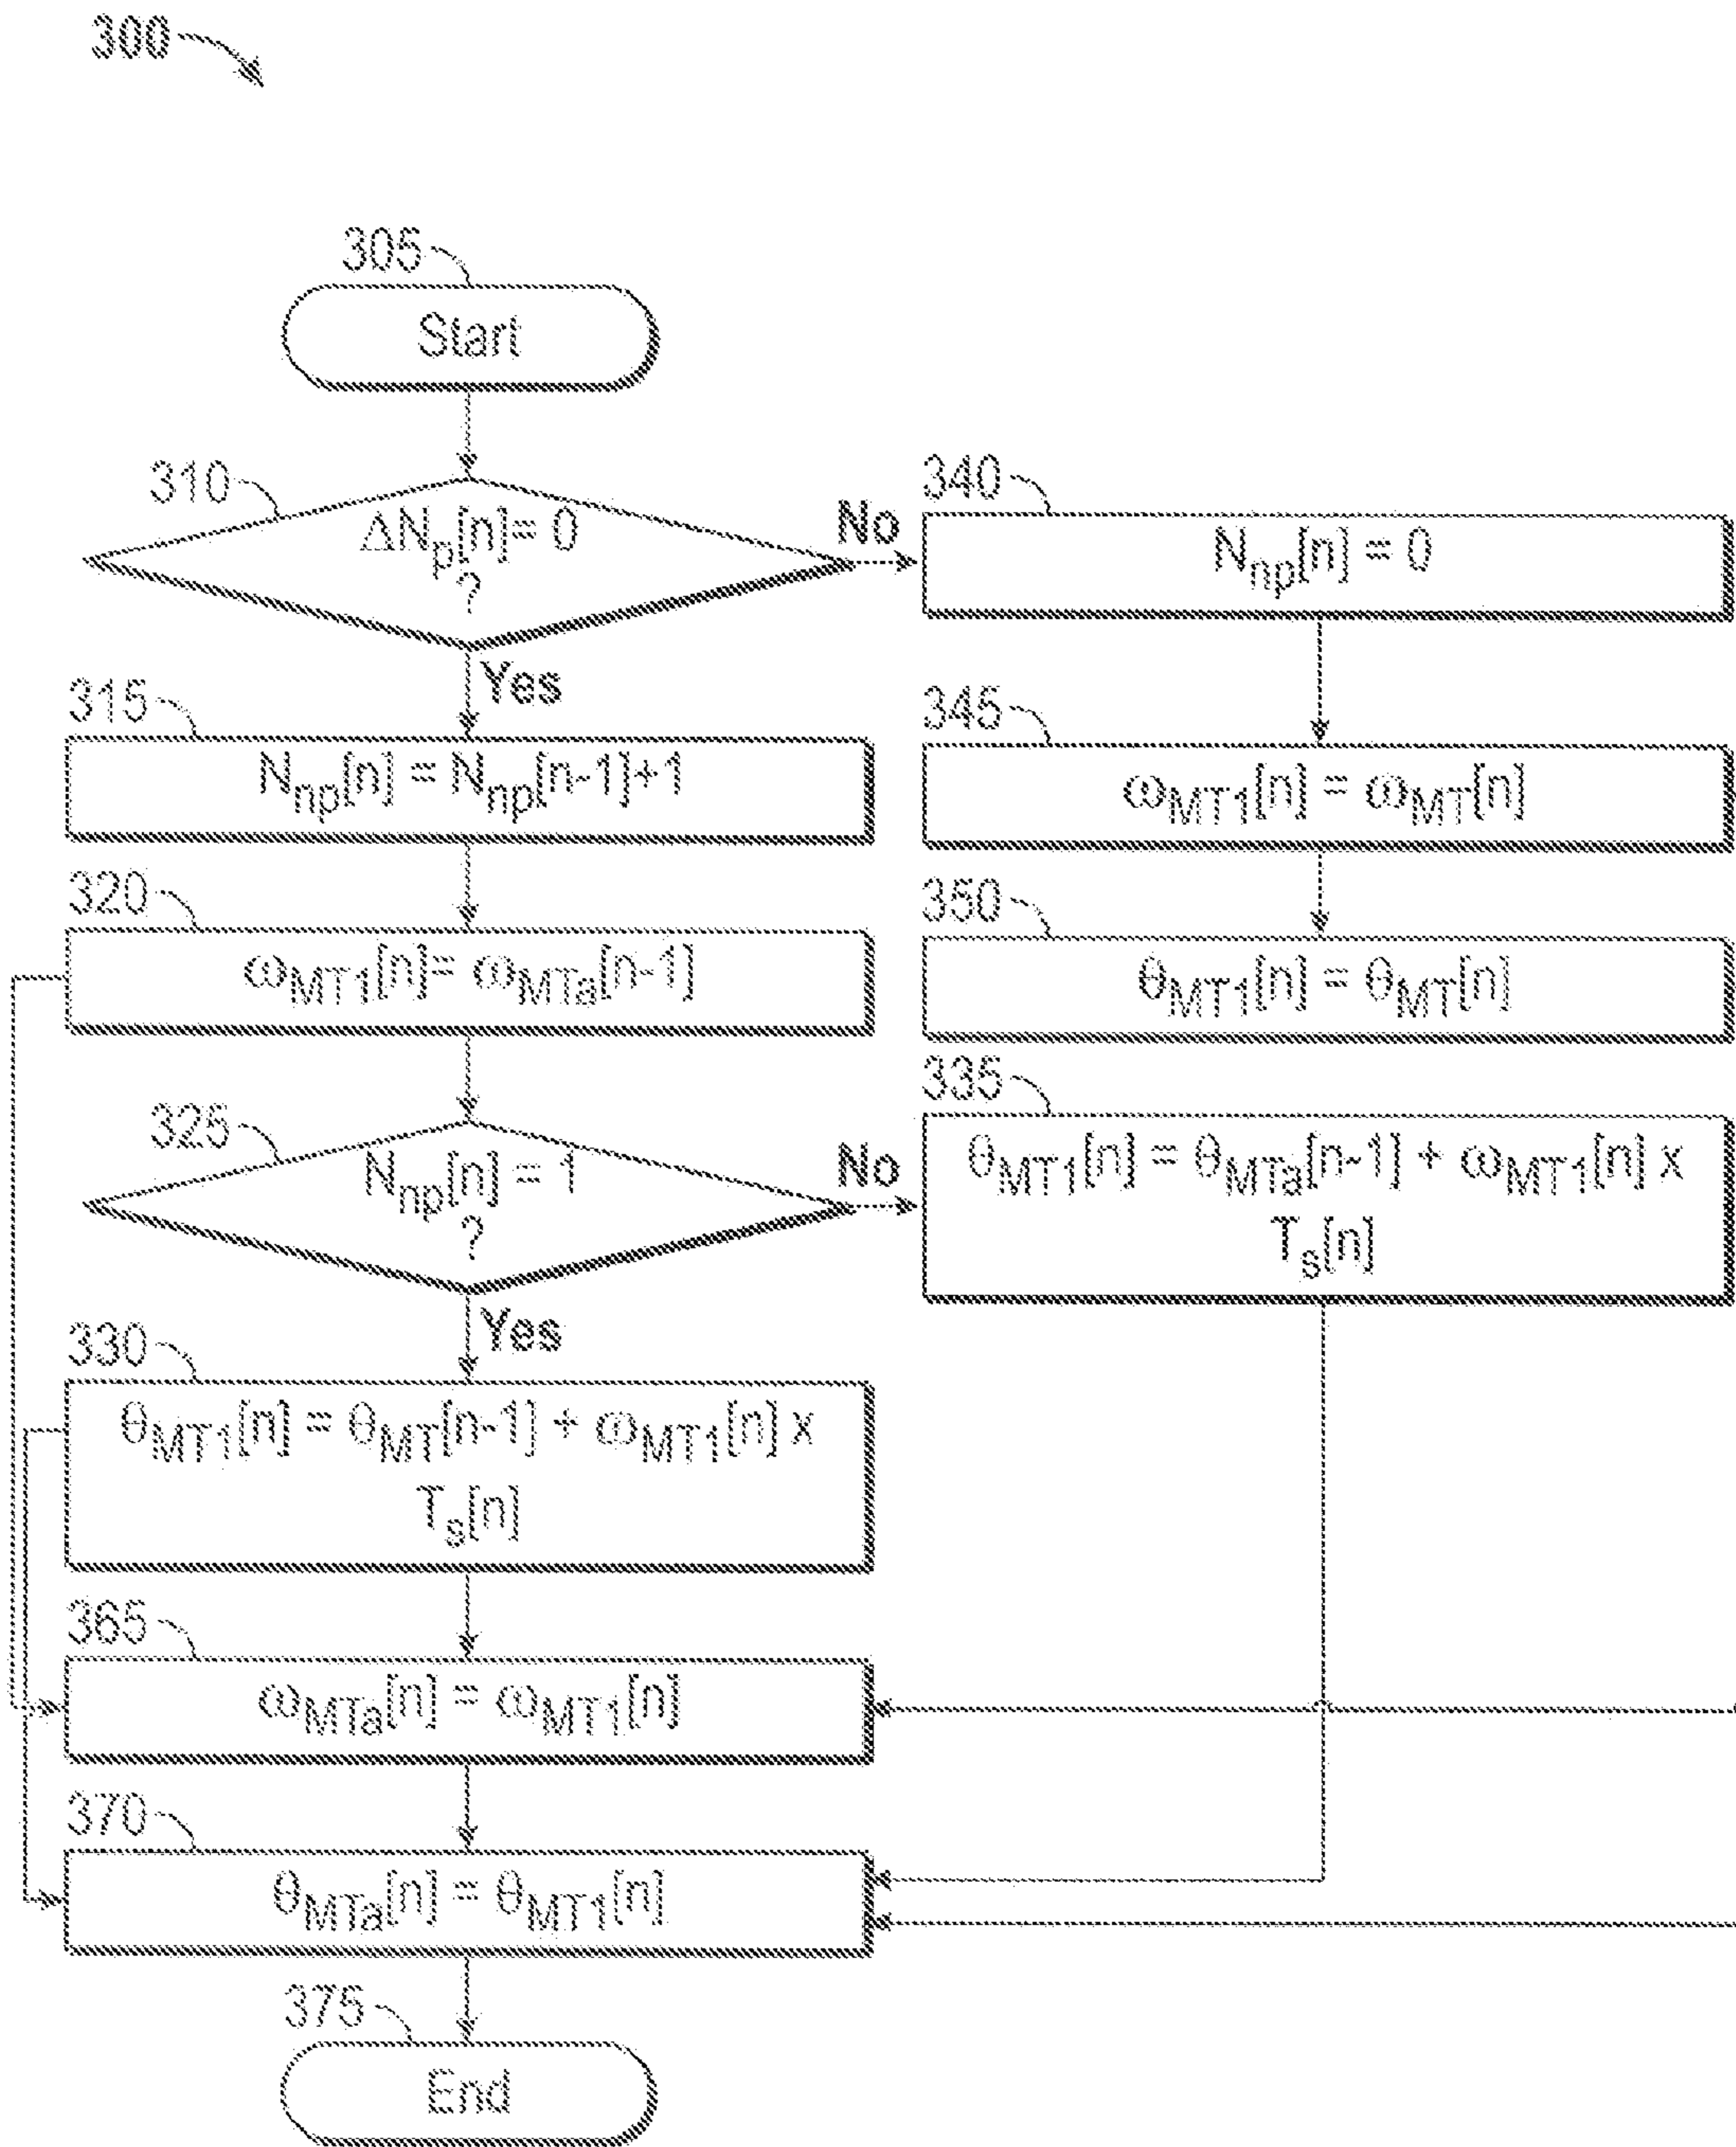 300
305
Start
310
ΔNp[n]= 0
?
No
Yes
340
Nnp[n] = 0
315
Nnp[n] = Nnp[n-1]+1
345
ωMT1[n] = ωMT[n]
320
ωMT1[n]= ωMTa[n-1]
350
θMT1[n] = θMT[n]
325
Nnp[n] = 1
?
No
Yes
335
θMT1[n] = θMTa[n-1] + ωMT1[n] x
Ts[n]
330
θMT1[n] = θMT[n-1] + ωMT1[n] x
Ts[n]
365
ωMTa[n] = ωMT1[n]
370
θMTa[n] = θMT1[n]
375
End